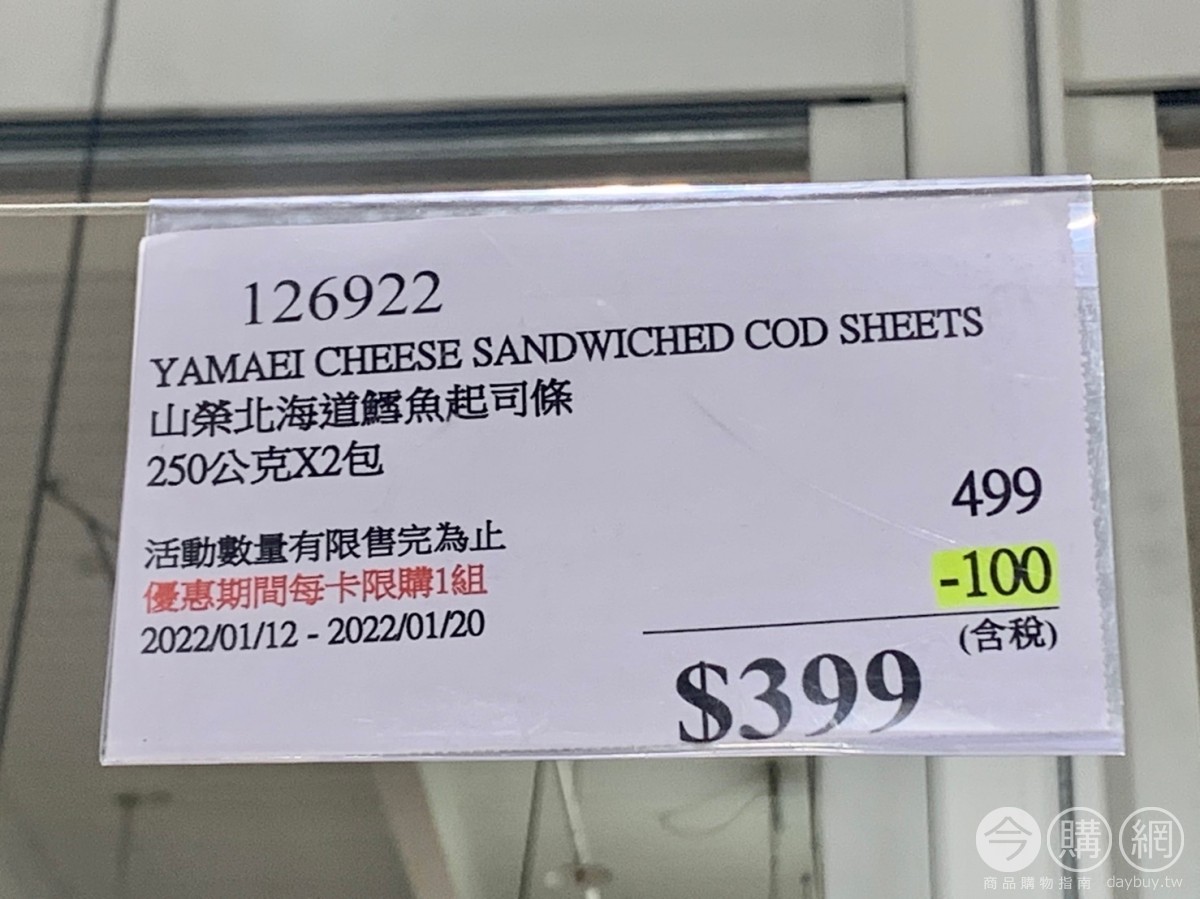 126922
YAMAEI CHEESE SANDWICHED COD SHEETS
山榮北海道鱈魚起司條
250公克X2包
499
活動數量有限售完為止
-100
優惠期間每卡限購1組
2022/01/12 - 2022/01/20
(含稅)
$399
今購網
商品購物指南 daybuy.tw